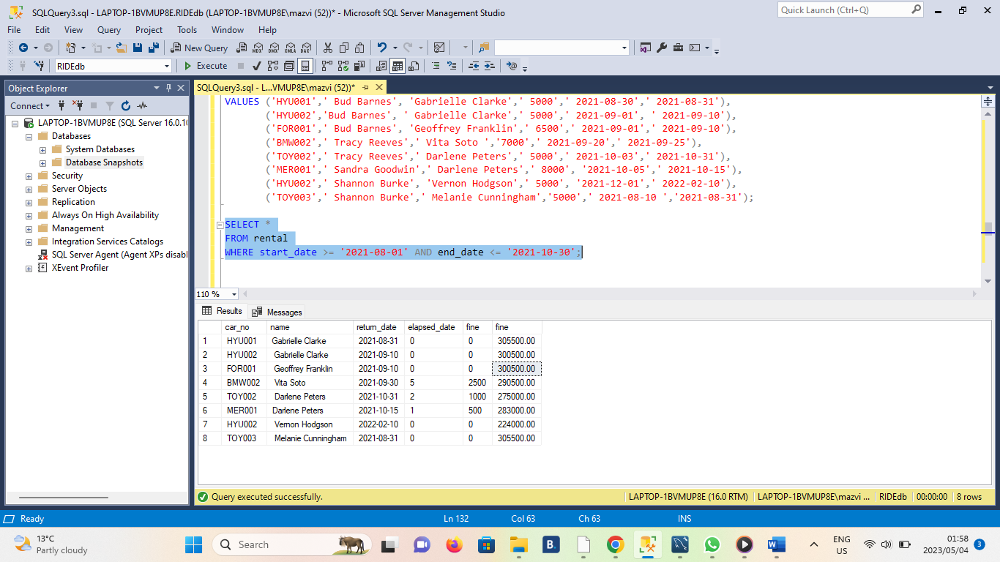 SQLQuery3.sql - LAPTOP-1BVMUP8E.RIDEdb (LAPTOP-1BVMUP8E\mazvi (52))* - Microsoft SQL Server Management Studio
Quick Launch (Ctrl+Q)
File Edit View Query Project Tools Window Help
New Query MDX DMX XMLA DAX
RIDEdb Execute
Object Explorer
Connect
LAPTOP-1BVMUP8E (SQL Server 16.0.10
Databases
System Databases
Database Snapshots
Security
Server Objects
Replication
Always On High Availability
Management
Integration Services Catalogs
SQL Server Agent (Agent XPs disabl
XEvent Profiler
SQLQuery3.sql - L...VMUP8E\mazvi (52))*
VALUES ('HYU001',' Bud Barnes', 'Gabrielle Clarke',' 5000',' 2021-08-30',' 2021-08-31'),
('HYU002','Bud Barnes', ' Gabrielle Clarke',' 5000',' 2021-09-01', ' 2021-09-10'),
('FOR001',' Bud Barnes', 'Geoffrey Franklin',' 6500',' 2021-09-01',' 2021-09-10'),
('BMW002',' Tracy Reeves',' Vita Soto ','7000',' 2021-09-20',' 2021-09-25'),
('TOY002',' Tracy Reeves',' Darlene Peters',' 5000',' 2021-10-03',' 2021-10-31'),
('MER001',' Sandra Goodwin',' Darlene Peters',' 8000', '2021-10-05',' 2021-10-15'),
('HYU002',' Shannon Burke', 'Vernon Hodgson',' 5000', '2021-12-01',' 2022-02-10'),
('TOY003',' Shannon Burke',' Melanie Cunningham','5000',' 2021-08-10 ','2021-08-31');
SELECT *
FROM rental
WHERE start_date >= '2021-08-01' AND end_date <= '2021-10-30';
110 %
Results Messages
car_no name return_date elapsed_date fine fine
1 HYU001 Gabrielle Clarke 2021-08-31 0 0 305500.00
2 HYU002 Gabrielle Clarke 2021-09-10 0 0 300500.00
3 FOR001 Geoffrey Franklin 2021-09-10 0 0 300500.00
4 BMW002 Vita Soto 2021-09-30 5 2500 290500.00
5 TOY002 Darlene Peters 2021-10-31 2 1000 275000.00
6 MER001 Darlene Peters 2021-10-15 1 500 283000.00
7 HYU002 Vernon Hodgson 2022-02-10 0 0 224000.00
8 TOY003 Melanie Cunningham 2021-08-31 0 0 305500.00
Query executed successfully. LAPTOP-1BVMUP8E (16.0 RTM) LAPTOP-1BVMUP8E\mazvi ... RIDEdb 00:00:00 8 rows
Ready Ln 132 Col 63 Ch 63 INS
13°C
Partly cloudy
Search
B.
W
ENG
US
01:58
2023/05/04
3